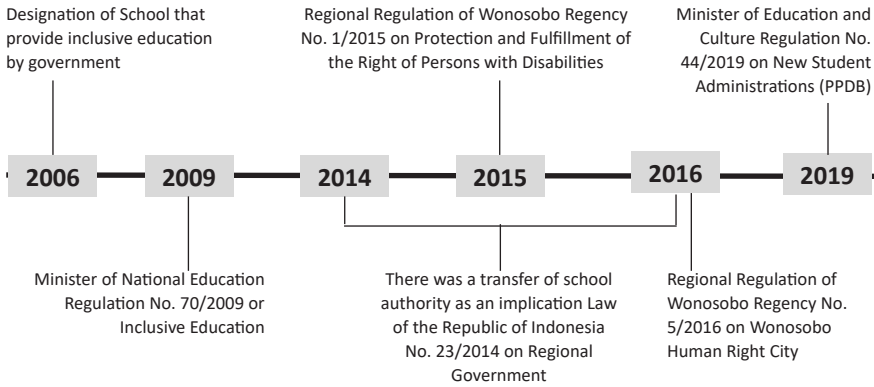 Designation of School that
provide inclusive education
by government
Regional Regulation of Wonosobo Regency
No. 1/2015 on Protection and Fulfillment of
the Right of Persons with Disabilities
Minister of Education and
Culture Regulation No.
44/2019 on New Student
Administrations (PPDB)
2006
2009
2014
2015
2016
2019
Minister of National Education
Regulation No. 70/2009 or
Inclusive Education
There was a transfer of school
authority as an implication Law
of the Republic of Indonesia
No. 23/2014 on Regional
Government
Regional Regulation of
Wonosobo Regency No.
5/2016 on Wonosobo
Human Right City